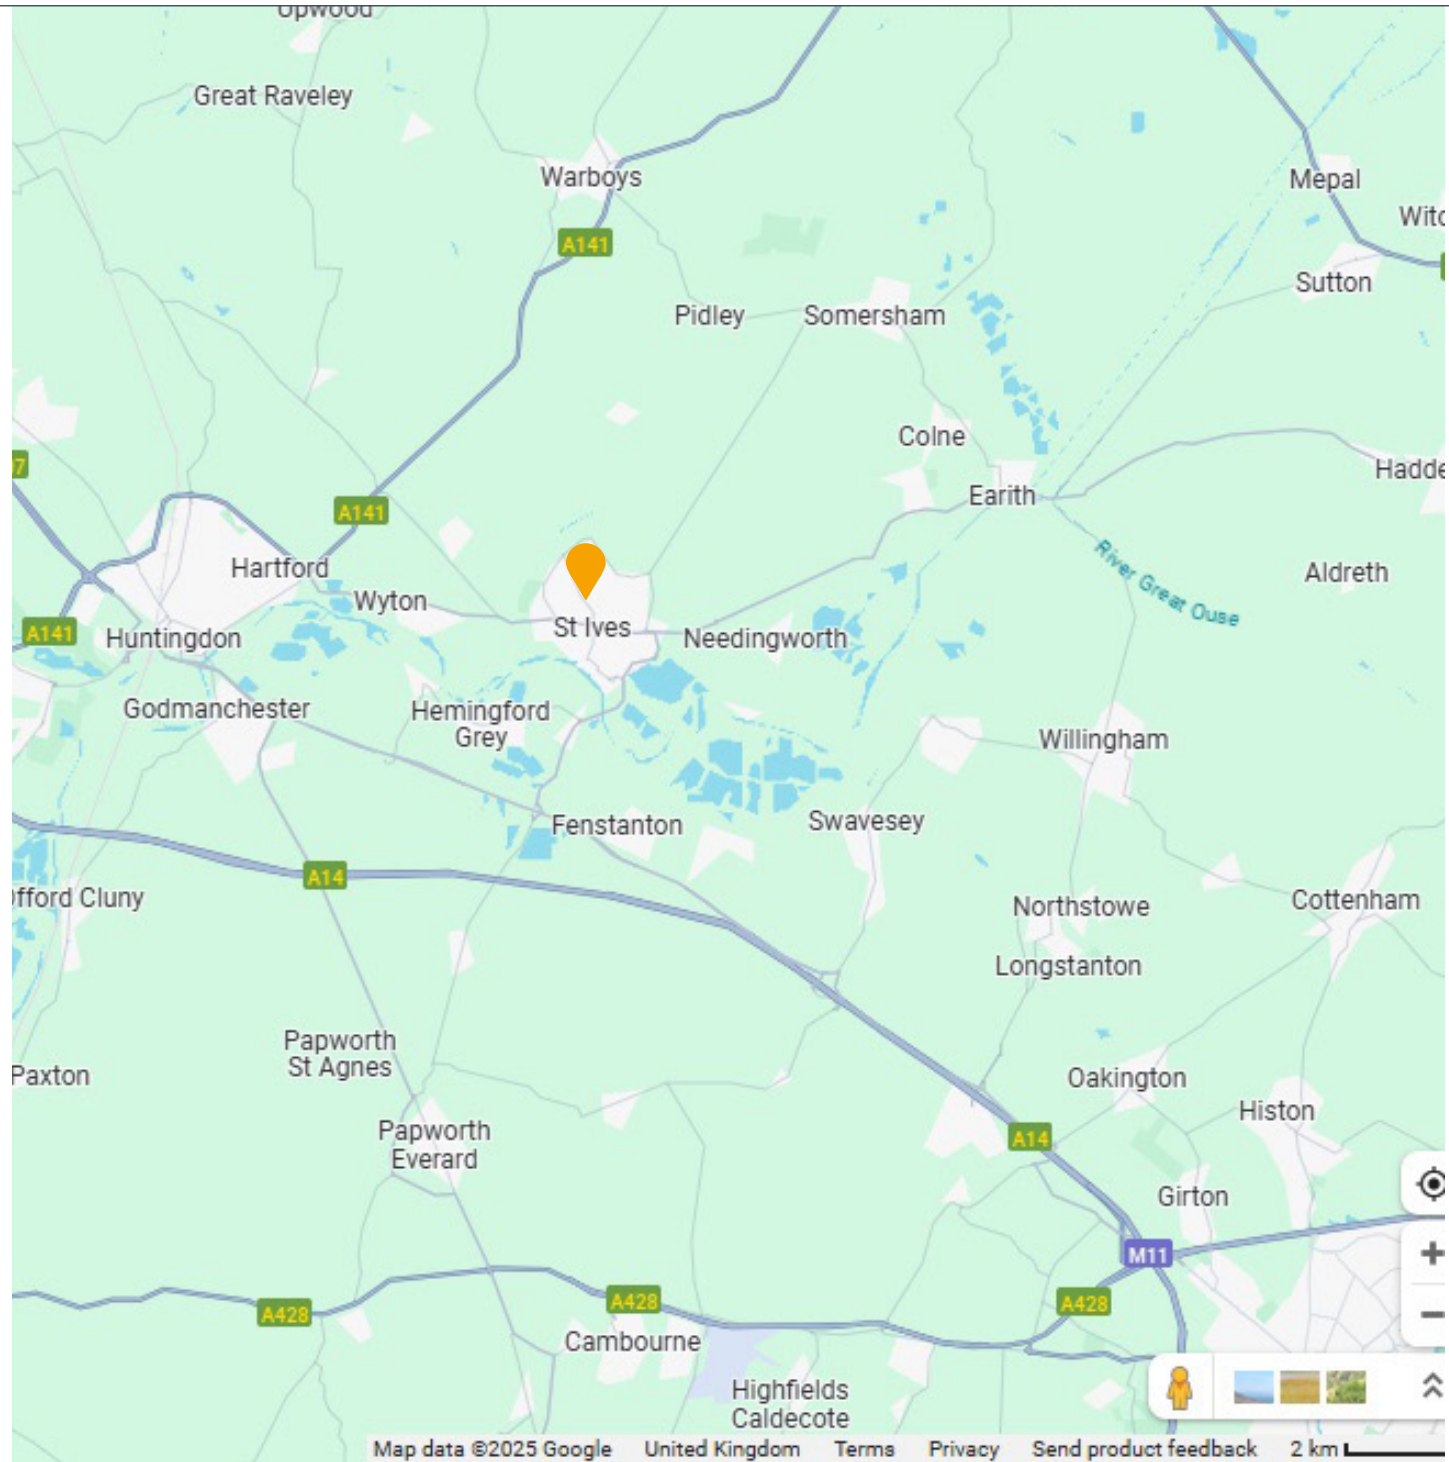 Upwood
Great Raveley
Warboys
Mepal
A141
Sutton
Pidley
Somersham
Colne
Earith
A141
Hartford
River Great Ouse
Aldreth
Wyton
A141
Huntingdon
St Ives
Needingworth
Godmanchester
Hemingford
Grey
Willingham
Fenstanton
Swavesey
A14
Cottenham
Northstowe
Longstanton
Papworth
St Agnes
Paxton
Oakington
Histon
Papworth
Everard
A14
Girton
M11
A428
A428
A428
Cambourne
Highfields
Caldecote
Map data ©2025 Google United Kingdom Terms Privacy Send product feedback 2 km